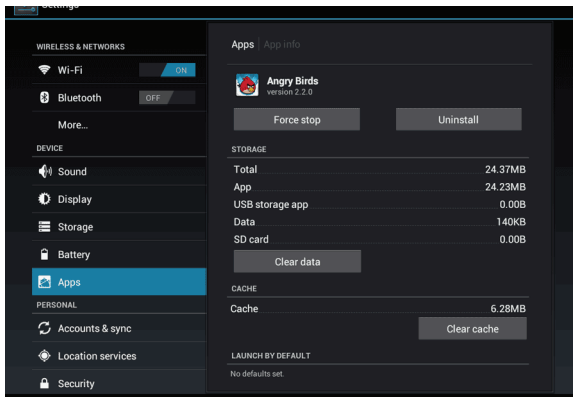 Settings
WIRELESS & NETWORKS
Wi-Fi ON
Bluetooth OFF
More...
DEVICE
Sound
Display
Storage
Battery
Apps
PERSONAL
Accounts & sync
Location services
Security
Apps App info
Angry Birds
version 2.2.0
Force stop Uninstall
STORAGE
Total 24.37MB
App 24.23MB
USB storage app 0.00B
Data 140KB
SD card 0.00B
Clear data
CACHE
Cache 6.28MB
Clear cache
LAUNCH BY DEFAULT
No defaults set.